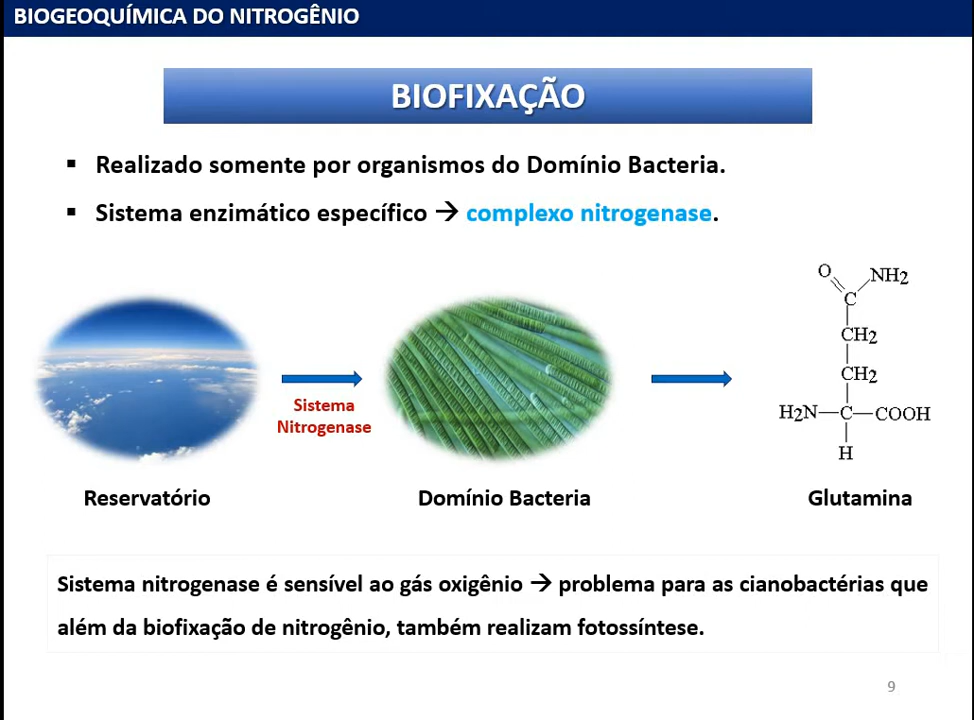 BIOGEOQUÍMICA DO NITROGÊNIO
BIOFIXAÇÃO
▪ Realizado somente por organismos do Domínio Bacteria.
▪ Sistema enzimático específico → complexo nitrogenase.
O
NH2
C
CH2
CH2
H2N—C—COOH
H
Sistema
Nitrogenase
Reservatório
Domínio Bacteria
Glutamina
Sistema nitrogenase é sensível ao gás oxigênio → problema para as cianobactérias que
além da biofixação de nitrogênio, também realizam fotossíntese.
9